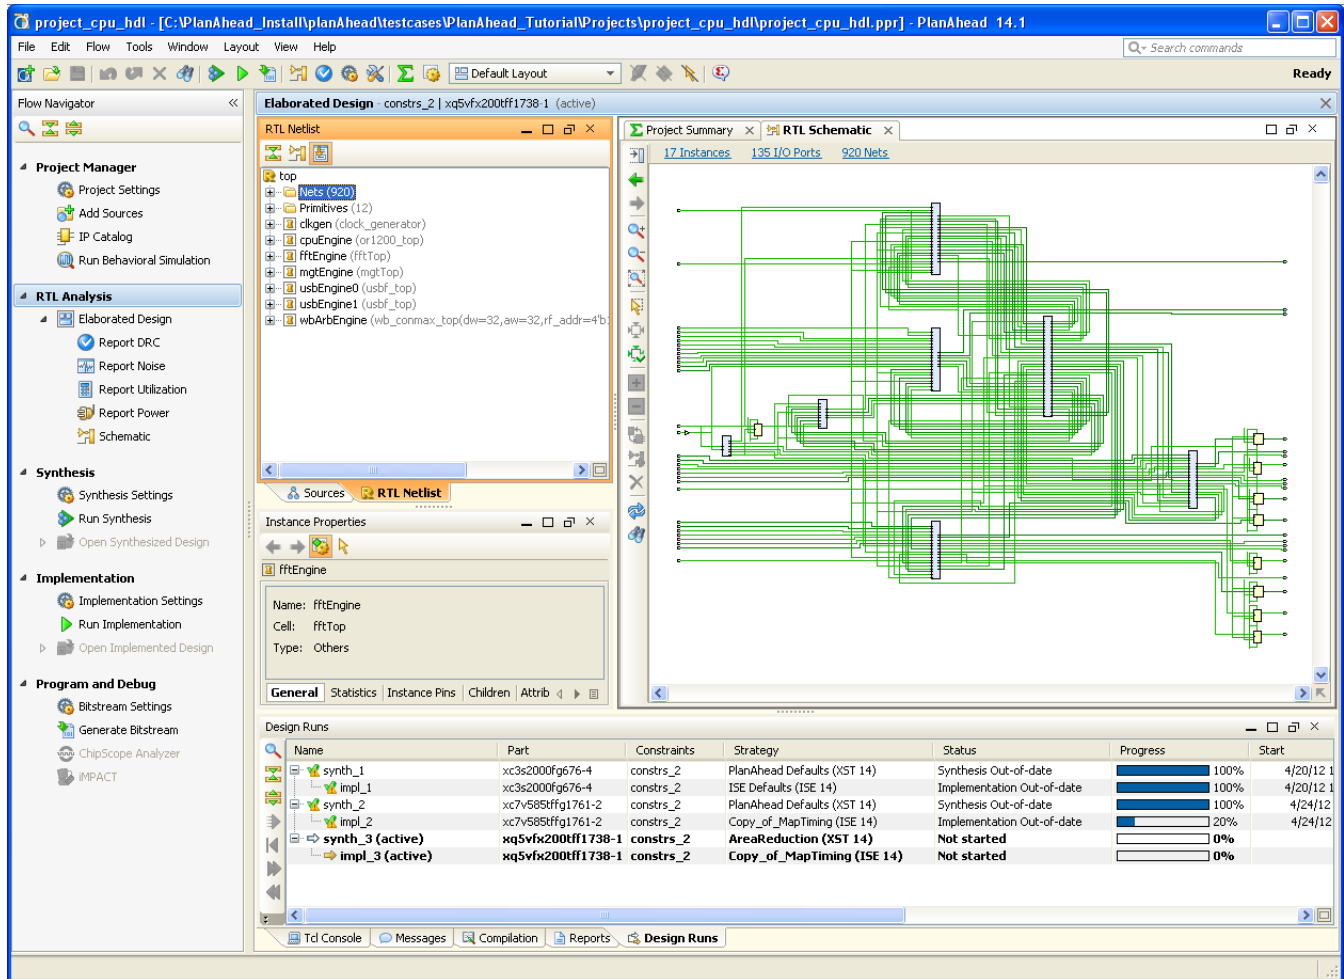 project_cpu_hdl - [C:\PlanAhead_Install\planAhead\testcases\PlanAhead_Tutorial\Projects\project_cpu_hdl\project_cpu_hdl.ppr] - PlanAhead 14.1
File Edit Flow Tools Window Layout View Help
Search commands
Default Layout
Ready
Flow Navigator
Project Manager
Project Settings
Add Sources
IP Catalog
Run Behavioral Simulation
RTL Analysis
Elaborated Design
Report DRC
Report Noise
Report Utilization
Report Power
Schematic
Synthesis
Synthesis Settings
Run Synthesis
Open Synthesized Design
Implementation
Implementation Settings
Run Implementation
Open Implemented Design
Program and Debug
Bitstream Settings
Generate Bitstream
ChipScope Analyzer
iMPACT
Elaborated Design - constrs_2 | xq5vfx200tff1738-1 (active)
RTL Netlist
top
Nets (920)
Primitives (12)
clkgen (clock_generator)
cpuEngine (or1200_top)
fftEngine (fftTop)
mgtEngine (mgtTop)
usbEngine0 (usbf_top)
usbEngine1 (usbf_top)
wbArbEngine (wb_conmax_top(dw=32,aw=32,rf_addr=4'b
Sources RTL Netlist
Instance Properties
fftEngine
Name: fftEngine
Cell: fftTop
Type: Others
General Statistics Instance Pins Children Attrib
Project Summary RTL Schematic
17 Instances 135 I/O Ports 920 Nets
Design Runs
Name Part Constraints Strategy Status Progress Start
synth_1 xc3s2000fg676-4 constrs_2 PlanAhead Defaults (XST 14) Synthesis Out-of-date 100% 4/20/12 1
impl_1 xc3s2000fg676-4 constrs_2 ISE Defaults (ISE 14) Implementation Out-of-date 100% 4/20/12 1
synth_2 xc7v585tffg1761-2 constrs_2 PlanAhead Defaults (XST 14) Synthesis Out-of-date 100% 4/24/12
impl_2 xc7v585tffg1761-2 constrs_2 Copy_of_MapTiming (ISE 14) Implementation Out-of-date 20% 4/24/12
synth_3 (active) xq5vfx200tff1738-1 constrs_2 AreaReduction (XST 14) Not started 0%
impl_3 (active) xq5vfx200tff1738-1 constrs_2 Copy_of_MapTiming (ISE 14) Not started 0%
Tcl Console Messages Compilation Reports Design Runs